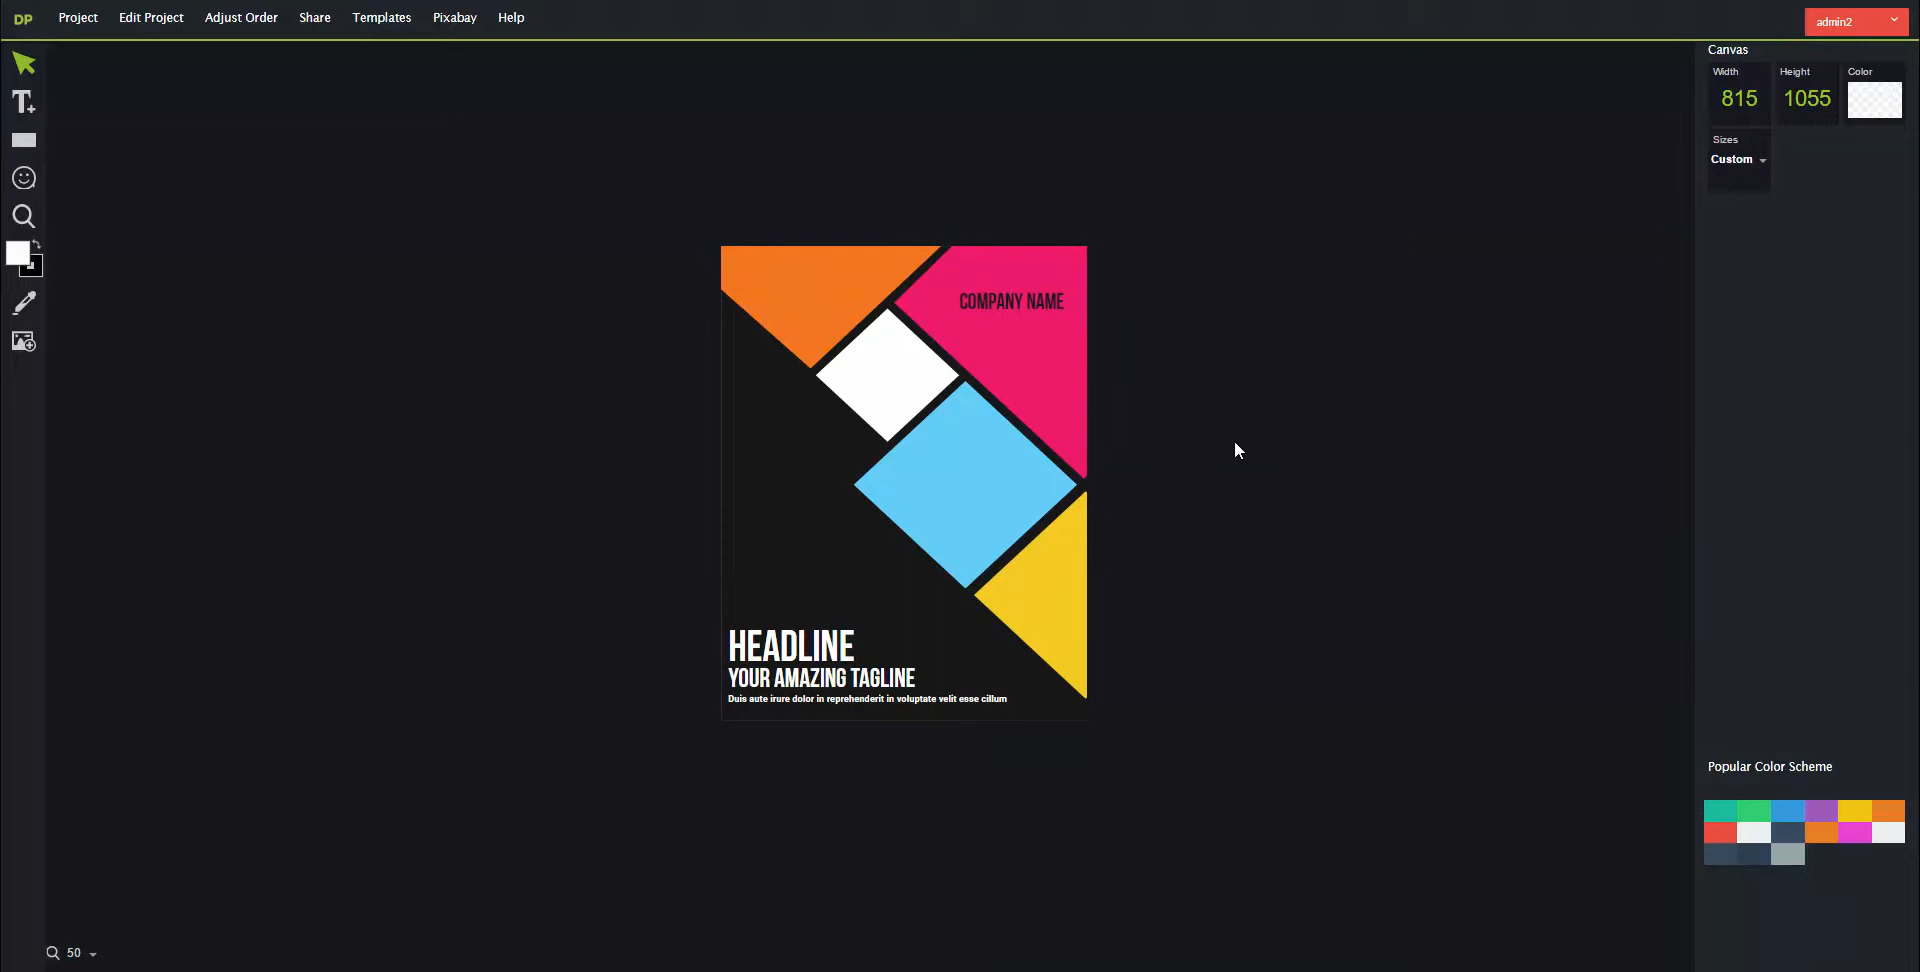 DP Project Edit Project Adjust Order Share Templates Pixabay Help admin2
Canvas
Width Height Color
815 1055
Sizes
Custom
COMPANY NAME
HEADLINE
YOUR AMAZING TAGLINE
Duis aute irure dolor in reprehenderit in voluptate velit esse cillum
Popular Color Scheme
50